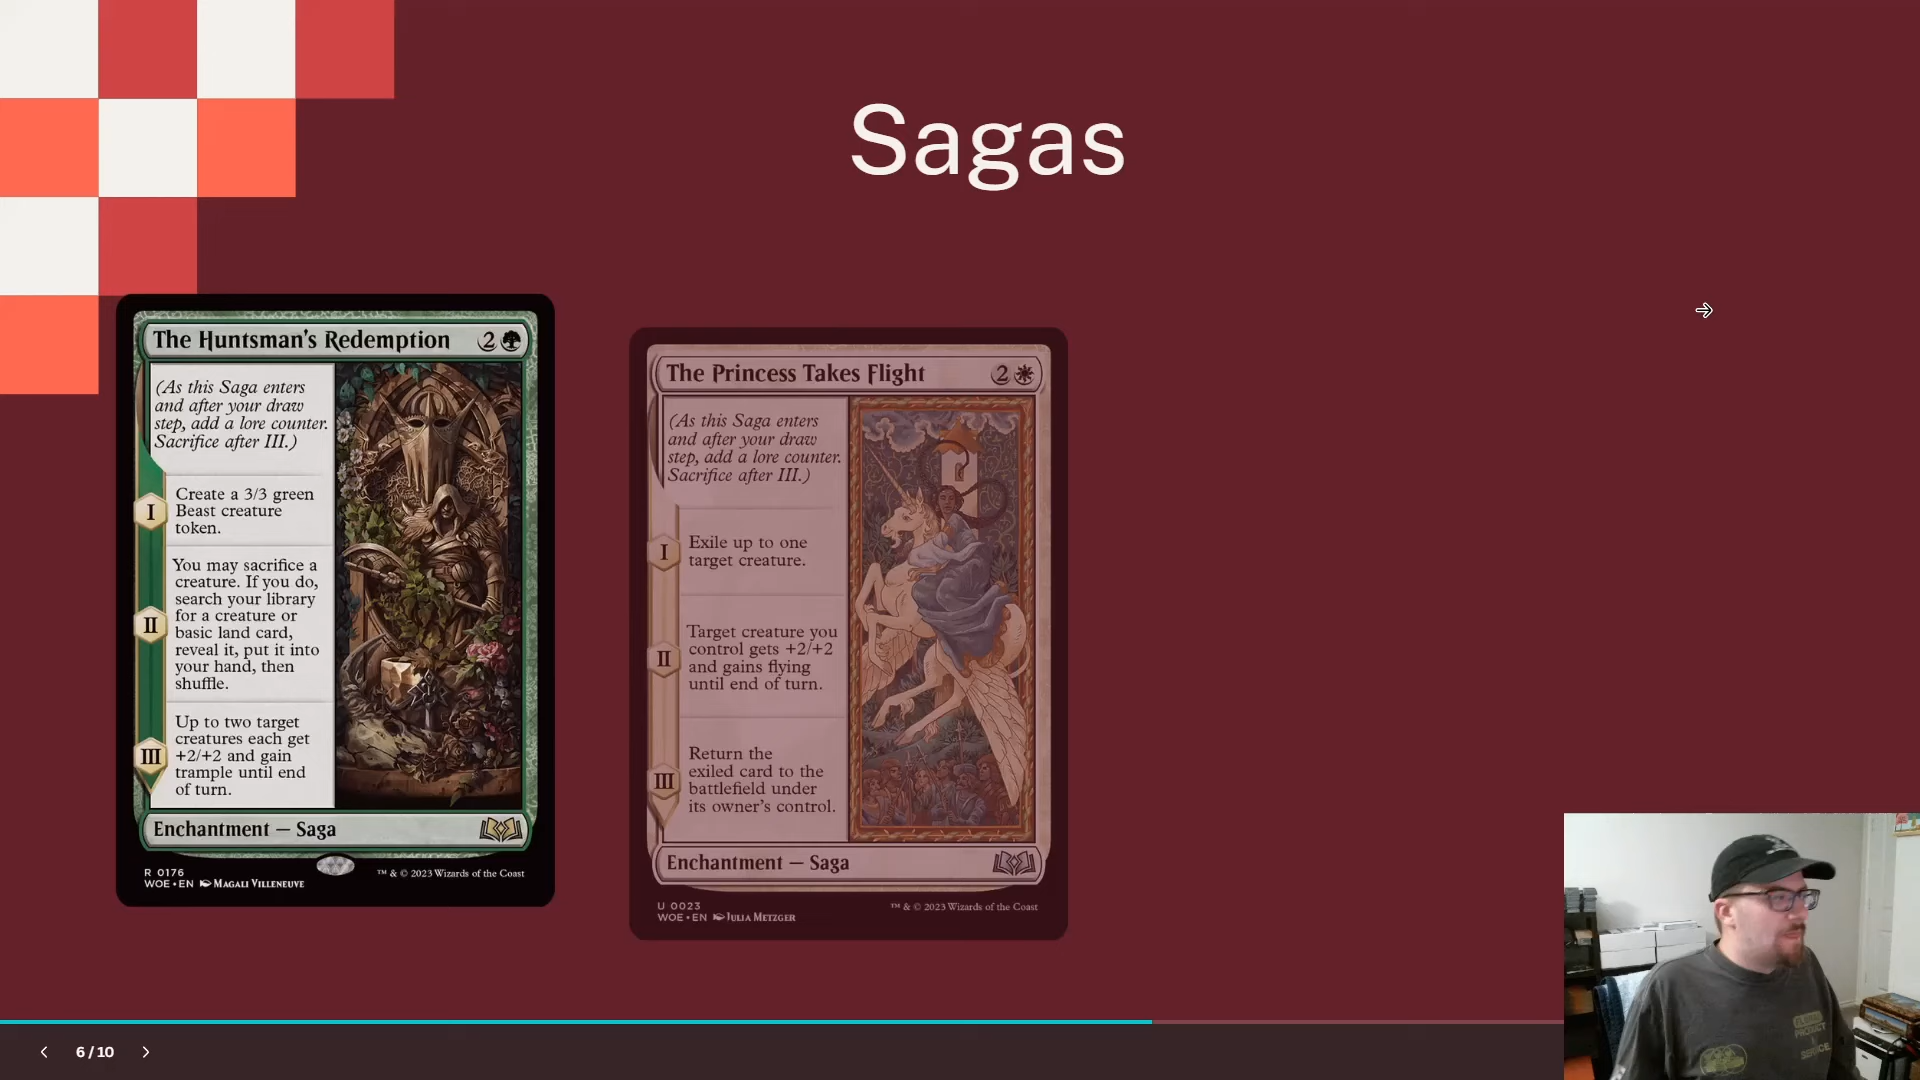 Sagas
The Huntsman's Redemption 2
(As this Saga enters
and after your draw
step, add a lore counter.
Sacrifice after III.)
I
Create a 3/3 green
Beast creature
token.
II
You may sacrifice a
creature. If you do,
search your library
for a creature or
basic land card,
reveal it, put it into
your hand, then
shuffle.
III
Up to two target
creatures each get
+2/+2 and gain
trample until end
of turn.
Enchantment — Saga
R 0176
WOE • EN MAGALI VILLENEUVE
™ & © 2023 Wizards of the Coast
The Princess Takes Flight 2
(As this Saga enters
and after your draw
step, add a lore counter.
Sacrifice after III.)
I
Exile up to one
target creature.
II
Target creature you
control gets +2/+2
and gains flying
until end of turn.
III
Return the
exiled card to the
battlefield under
its owner's control.
Enchantment — Saga
U 0023
WOE • EN JULIA METZGER
™ & © 2023 Wizards of the Coast
6 / 10
PRODUCT
SERVICE